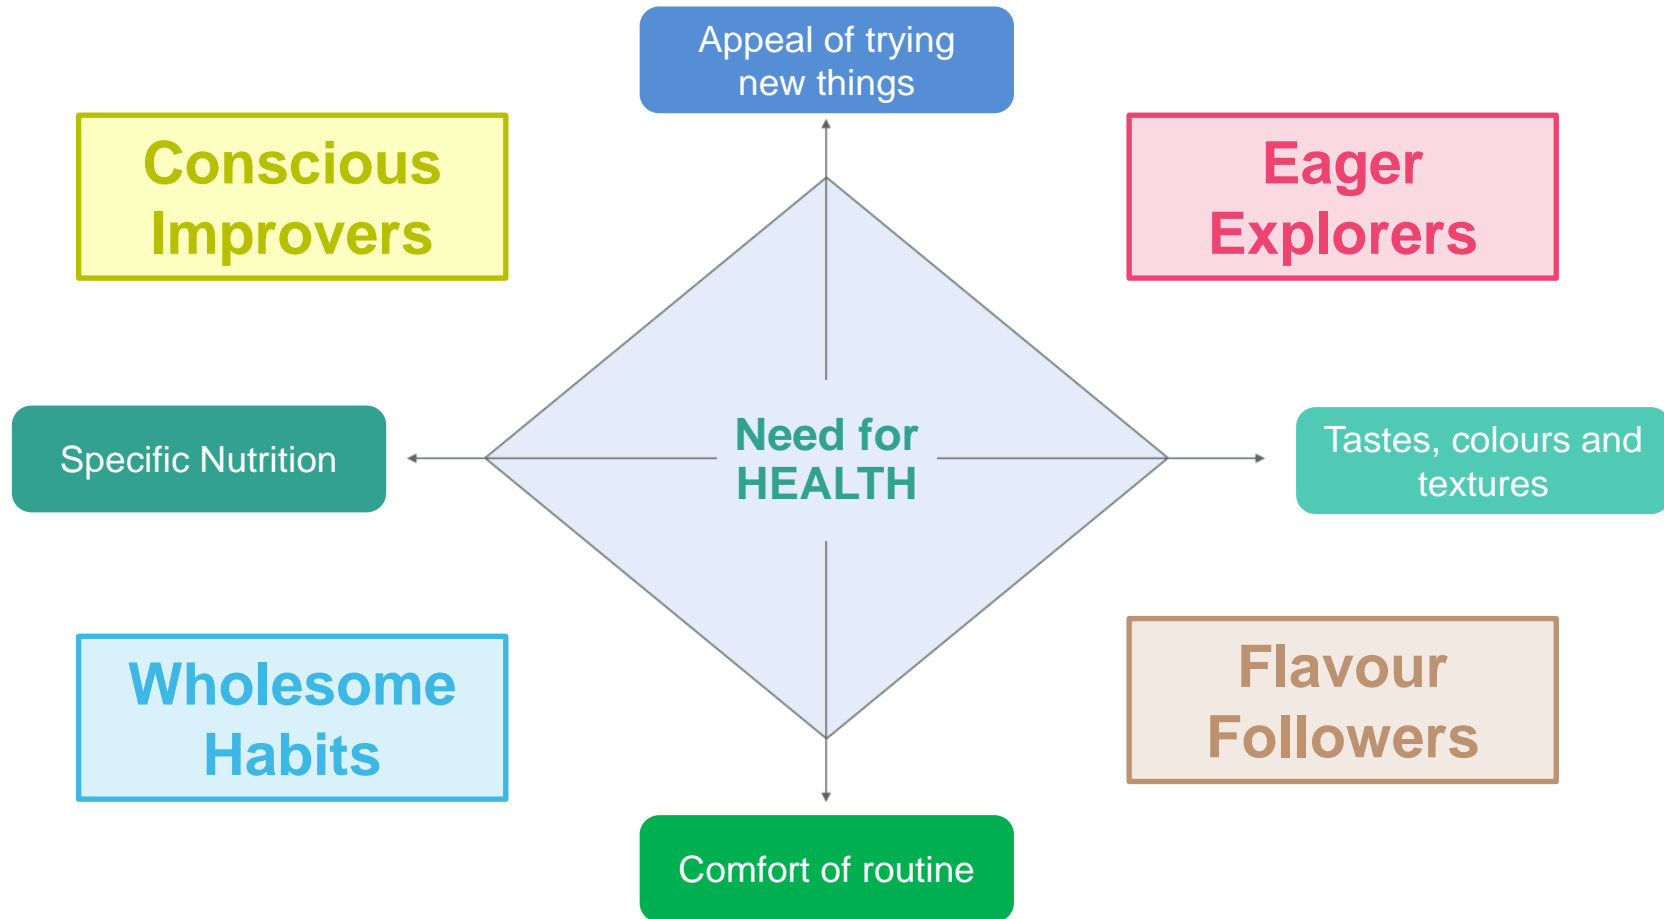 Appeal of trying
new things
Conscious
Improvers
Eager
Explorers
Need for
HEALTH
Specific Nutrition
Tastes, colours and
textures
Wholesome
Habits
Flavour
Followers
Comfort of routine